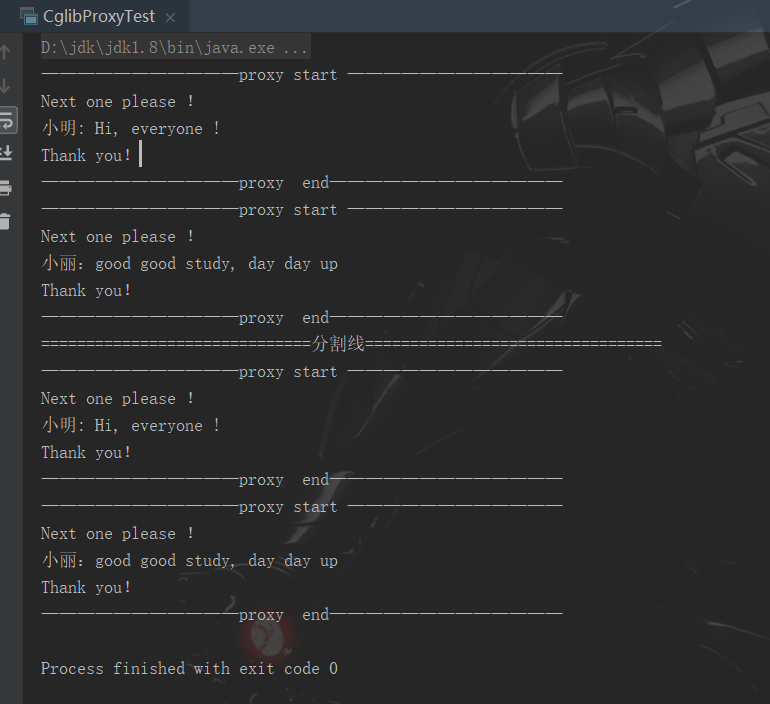 CglibProxyTest ×
D:\jdk\jdk1.8\bin\java.exe ...
———————————proxy start ————————————
Next one please !
小明: Hi, everyone !
Thank you!
———————————proxy  end—————————————
———————————proxy start ————————————
Next one please !
小丽：good good study, day day up
Thank you!
———————————proxy  end—————————————
==============================分割线=================================
———————————proxy start ————————————
Next one please !
小明: Hi, everyone !
Thank you!
———————————proxy  end—————————————
———————————proxy start ————————————
Next one please !
小丽：good good study, day day up
Thank you!
———————————proxy  end—————————————
Process finished with exit code 0